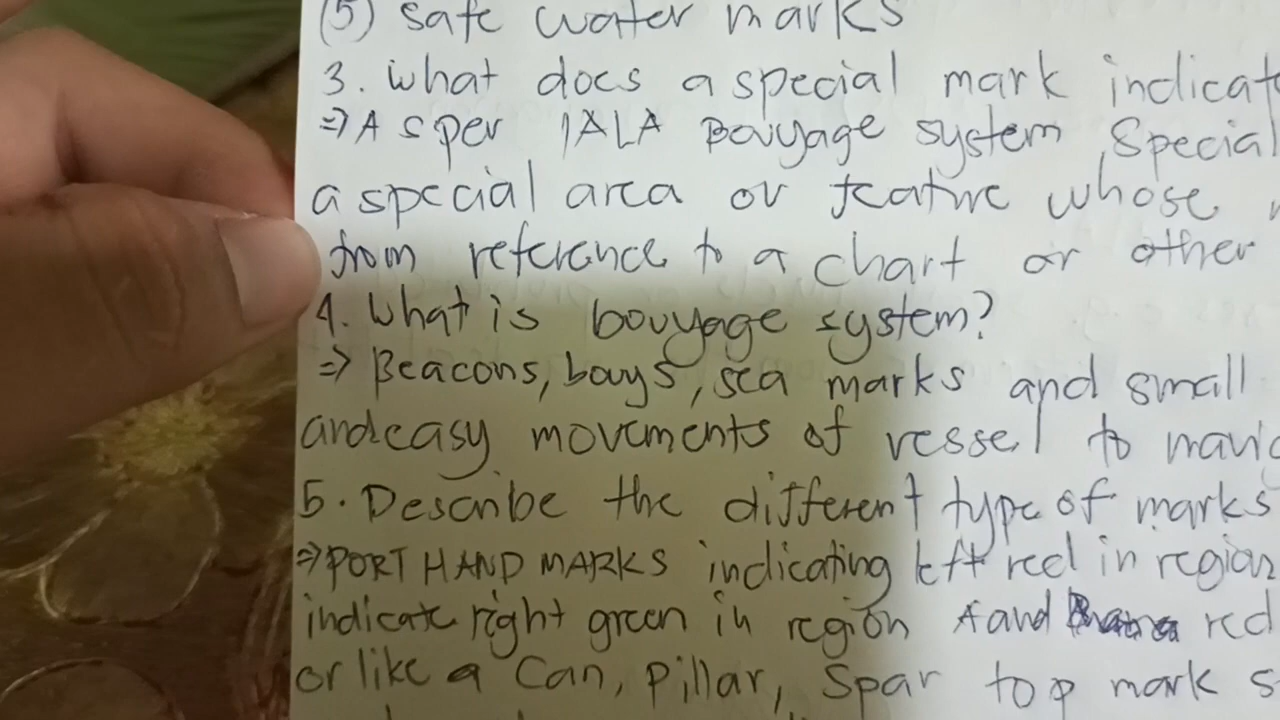 (5) safe water marks
3. What does a special mark indicate
⇒ As per IALA Bouyage system, Special
a special area or feature whose
from reference to a chart or other
4. What is bouyage system?
⇒ Beacons, bouys, sea marks and small
and easy movements of vessel to
5. Describe the different type of marks
⇒ PORT HAND MARKS indicating left red in region
indicate right green in region A and red
or like a Can, Pillar, Spar top mark